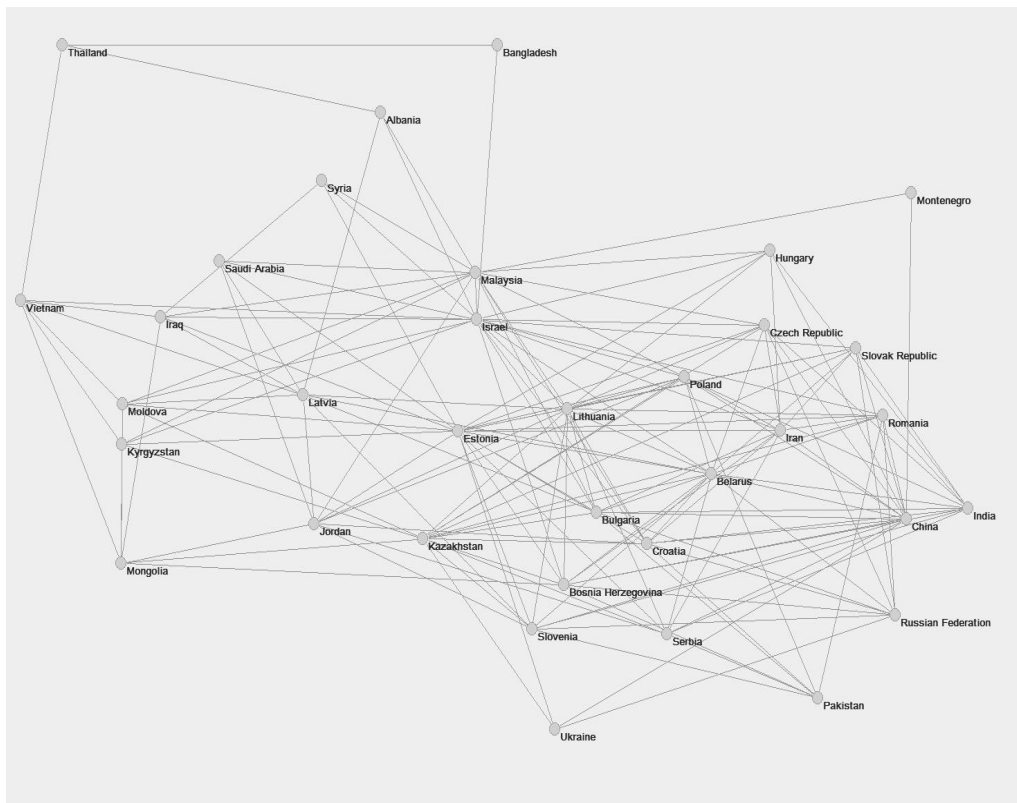 Thailand
Bangladesh
Albania
Syria
Montenegro
Hungary
Saudi Arabia
Malaysia
Vietnam
Iraq
Israel
Czech Republic
Slovak Republic
Poland
Latvia
Moldova
Lithuania
Romania
Estonia
Iran
Kyrgyzstan
Belarus
India
Bulgaria
China
Jordan
Kazakhstan
Croatia
Mongolia
Bosnia Herzegovina
Russian Federation
Slovenia
Serbia
Pakistan
Ukraine